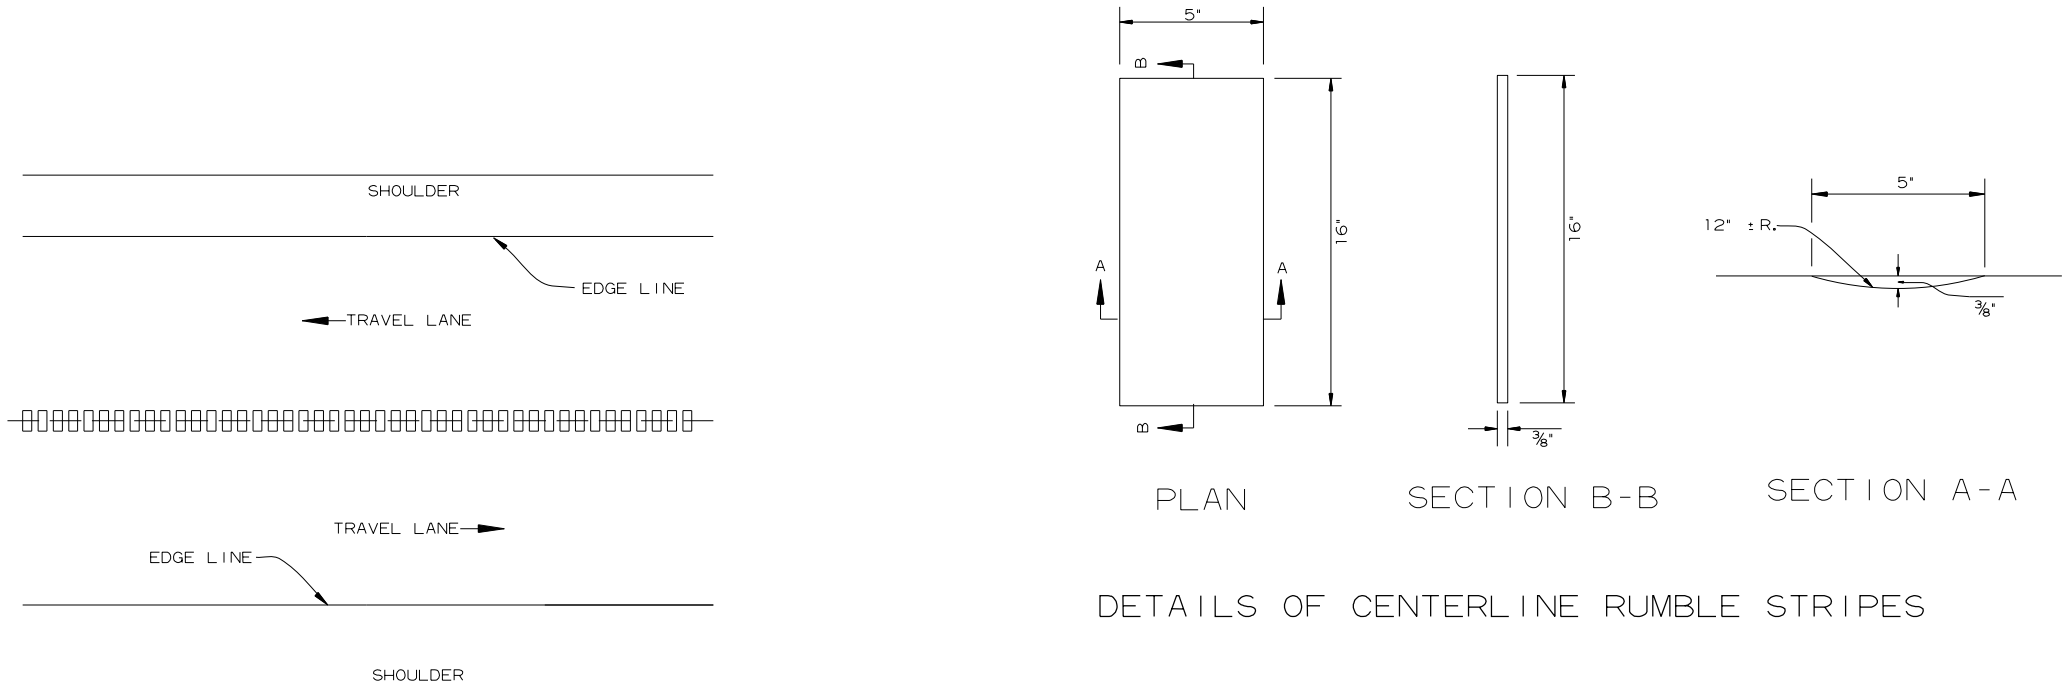 SHOULDER
EDGE LINE
TRAVEL LANE
TRAVEL LANE
EDGE LINE
SHOULDER
5"
B
16"
A
A
B
PLAN
16"
3/8"
SECTION B-B
5"
12" ± R.
3/8"
SECTION A-A
DETAILS OF CENTERLINE RUMBLE STRIPES